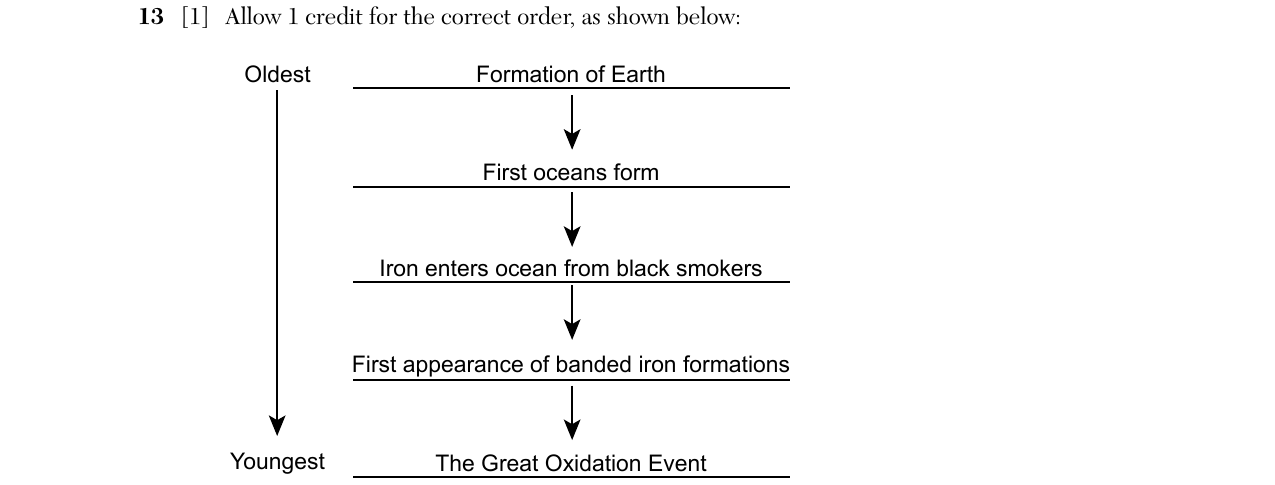 13 [1] Allow 1 credit for the correct order, as shown below:
Oldest
Formation of Earth
First oceans form
Iron enters ocean from black smokers
First appearance of banded iron formations
Youngest
The Great Oxidation Event